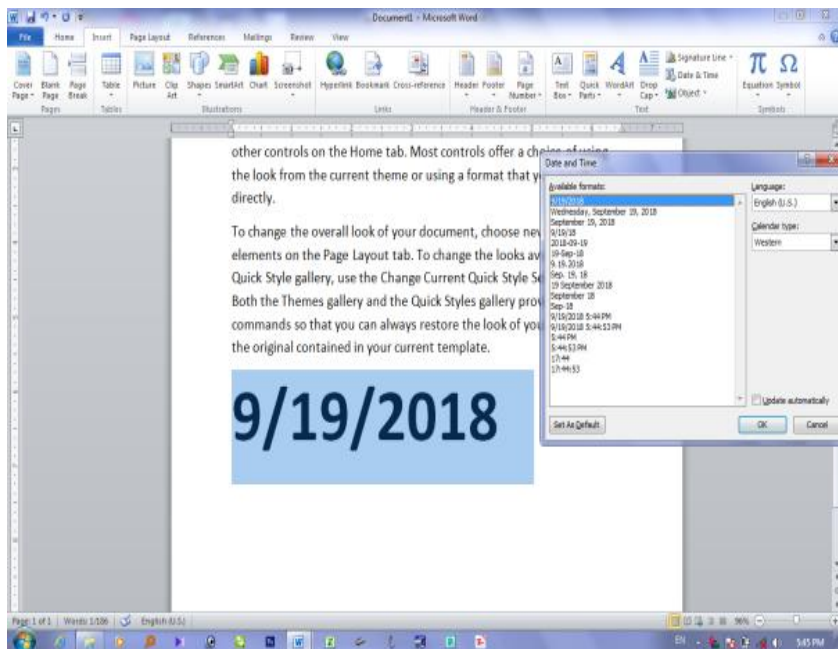 Document1 - Microsoft Word
File Home Insert Page Layout References Mailings Review View
Cover Page Blank Page Page Break Table Picture Clip Art Shapes SmartArt Chart Screenshot Hyperlink Bookmark Cross-reference Header Footer Page Number Text Box Quick Parts WordArt Drop Cap Signature Line Date & Time Object Equation Symbol
Pages Tables Illustrations Links Header & Footer Text Symbols
other controls on the Home tab. Most controls offer a choice of using
the look from the current theme or using a format that y
directly.
To change the overall look of your document, choose new
elements on the Page Layout tab. To change the looks av
Quick Style gallery, use the Change Current Quick Style Se
Both the Themes gallery and the Quick Styles gallery prov
commands so that you can always restore the look of you
the original contained in your current template.
9/19/2018
Date and Time
Available formats:
9/19/2018
Wednesday, September 19, 2018
September 19, 2018
9/19/18
2018-09-19
19-Sep-18
9.19.2018
Sep. 19, 18
19 September 2018
September 18
Sep-18
9/19/2018 5:44 PM
9/19/2018 5:44:53 PM
5:44 PM
5:44:53 PM
17:44
17:44:53
Language:
English (U.S.)
Calendar type:
Western
Update automatically
Set As Default OK Cancel
Page: 1 of 1 Words: 1/186 English (U.S.) 96%
EN 5:45 PM